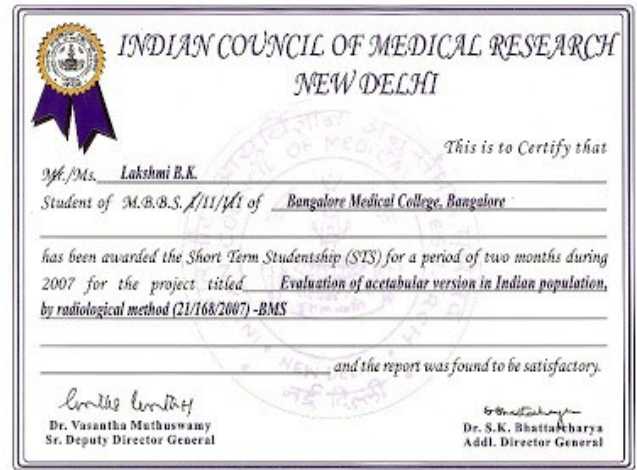 INDIAN COUNCIL OF MEDICAL RESEARCH
NEW DELHI
This is to Certify that
Mr./Ms. Lakshmi B.K.
Student of M.B.B.S. I/II/III of Bangalore Medical College, Bangalore
has been awarded the Short Term Studentship (STS) for a period of two months during
2007 for the project titled Evaluation of acetabular version in Indian population,
by radiological method (21/168/2007) -BMS
and the report was found to be satisfactory.
Dr. Vasantha Muthuswamy
Sr. Deputy Director General
Dr. S.K. Bhattacharya
Addl. Director General